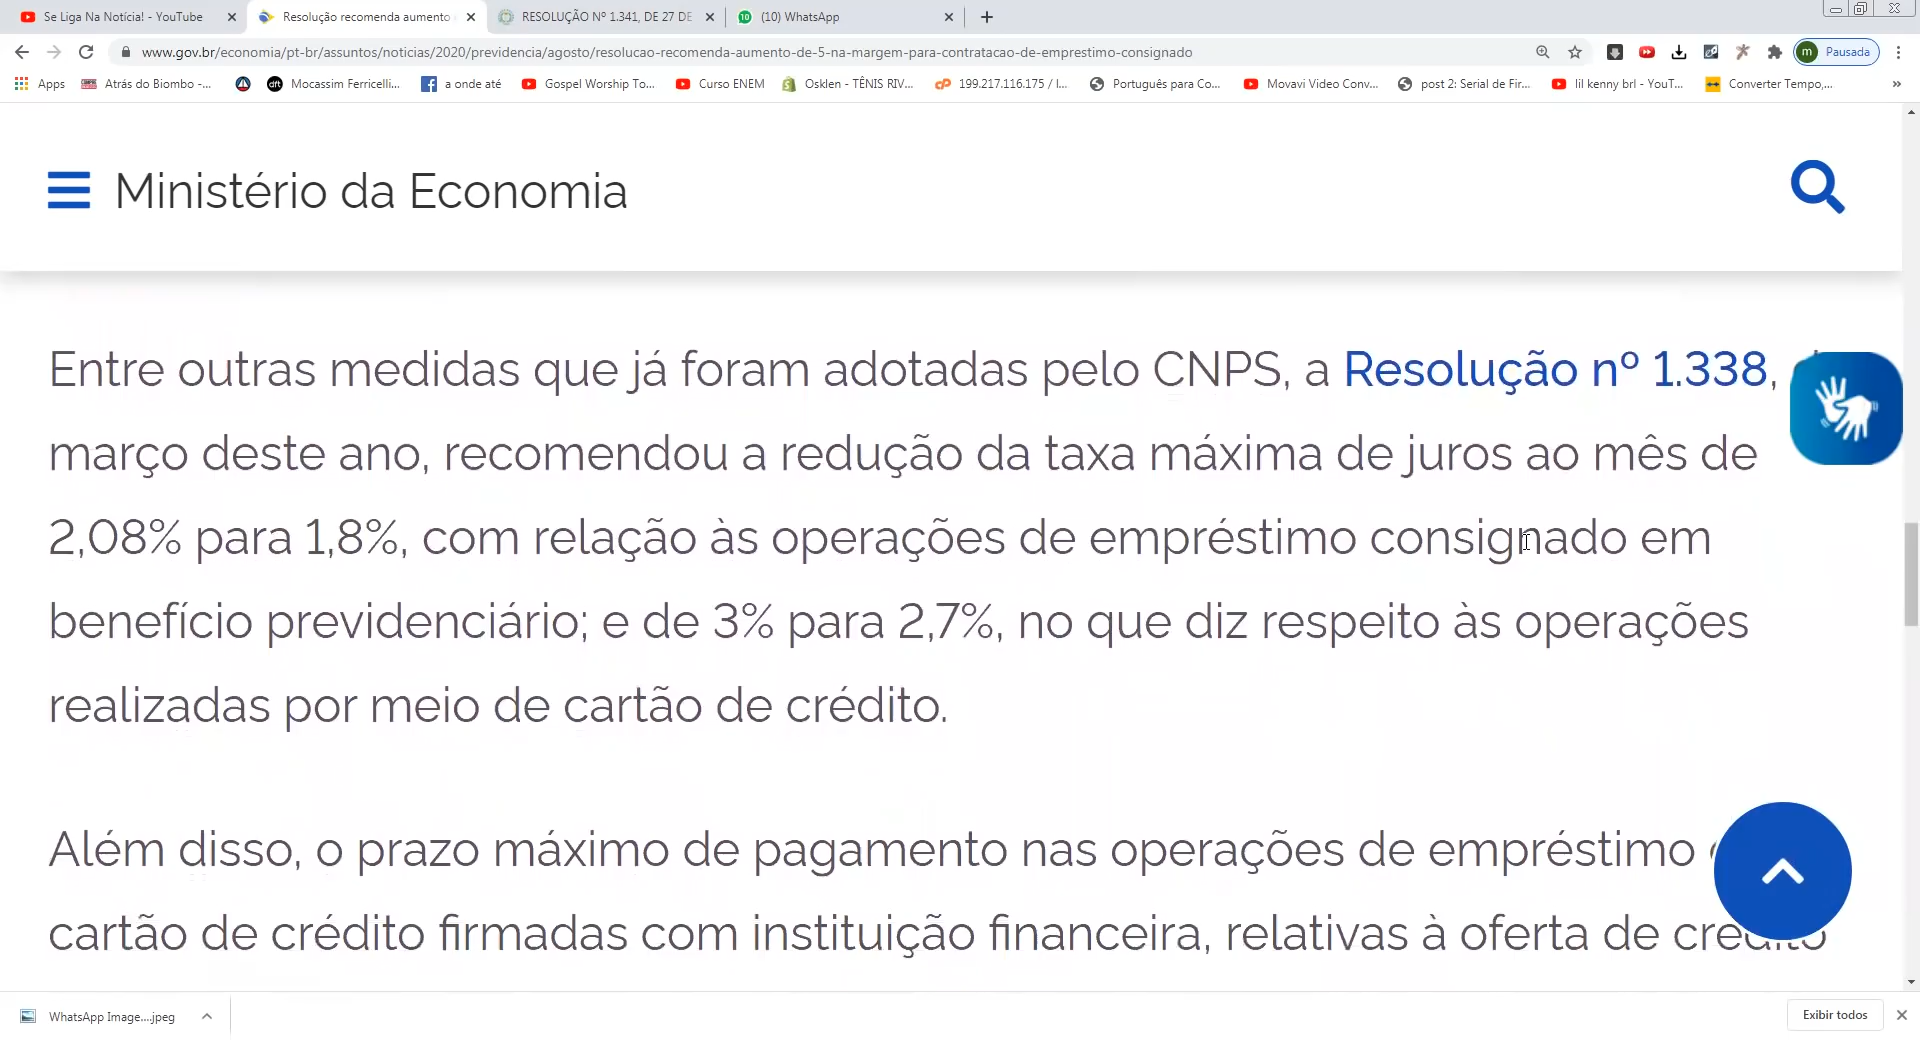 Se Liga Na Notícia! - YouTube
Resolução recomenda aumento
RESOLUÇÃO Nº 1.341, DE 27 DE
(10) WhatsApp
www.gov.br/economia/pt-br/assuntos/noticias/2020/previdencia/agosto/resolucao-recomenda-aumento-de-5-na-margem-para-contratacao-de-emprestimo-consignado
m Pausada
Apps
Atrás do Biombo -...
Mocassim Ferricelli...
a onde até
Gospel Worship To...
Curso ENEM
Osklen - TÊNIS RIV...
199.217.116.175 / l...
Português para Co...
Movavi Video Conv...
post 2: Serial de Fir...
lil kenny brl - YouT...
Converter Tempo,...
Ministério da Economia
Entre outras medidas que já foram adotadas pelo CNPS, a Resolução nº 1.338,
março deste ano, recomendou a redução da taxa máxima de juros ao mês de
2,08% para 1,8%, com relação às operações de empréstimo consignado em
benefício previdenciário; e de 3% para 2,7%, no que diz respeito às operações
realizadas por meio de cartão de crédito.
Além disso, o prazo máximo de pagamento nas operações de empréstimo
cartão de crédito firmadas com instituição financeira, relativas à oferta de crédito
WhatsApp Image....jpeg
Exibir todos